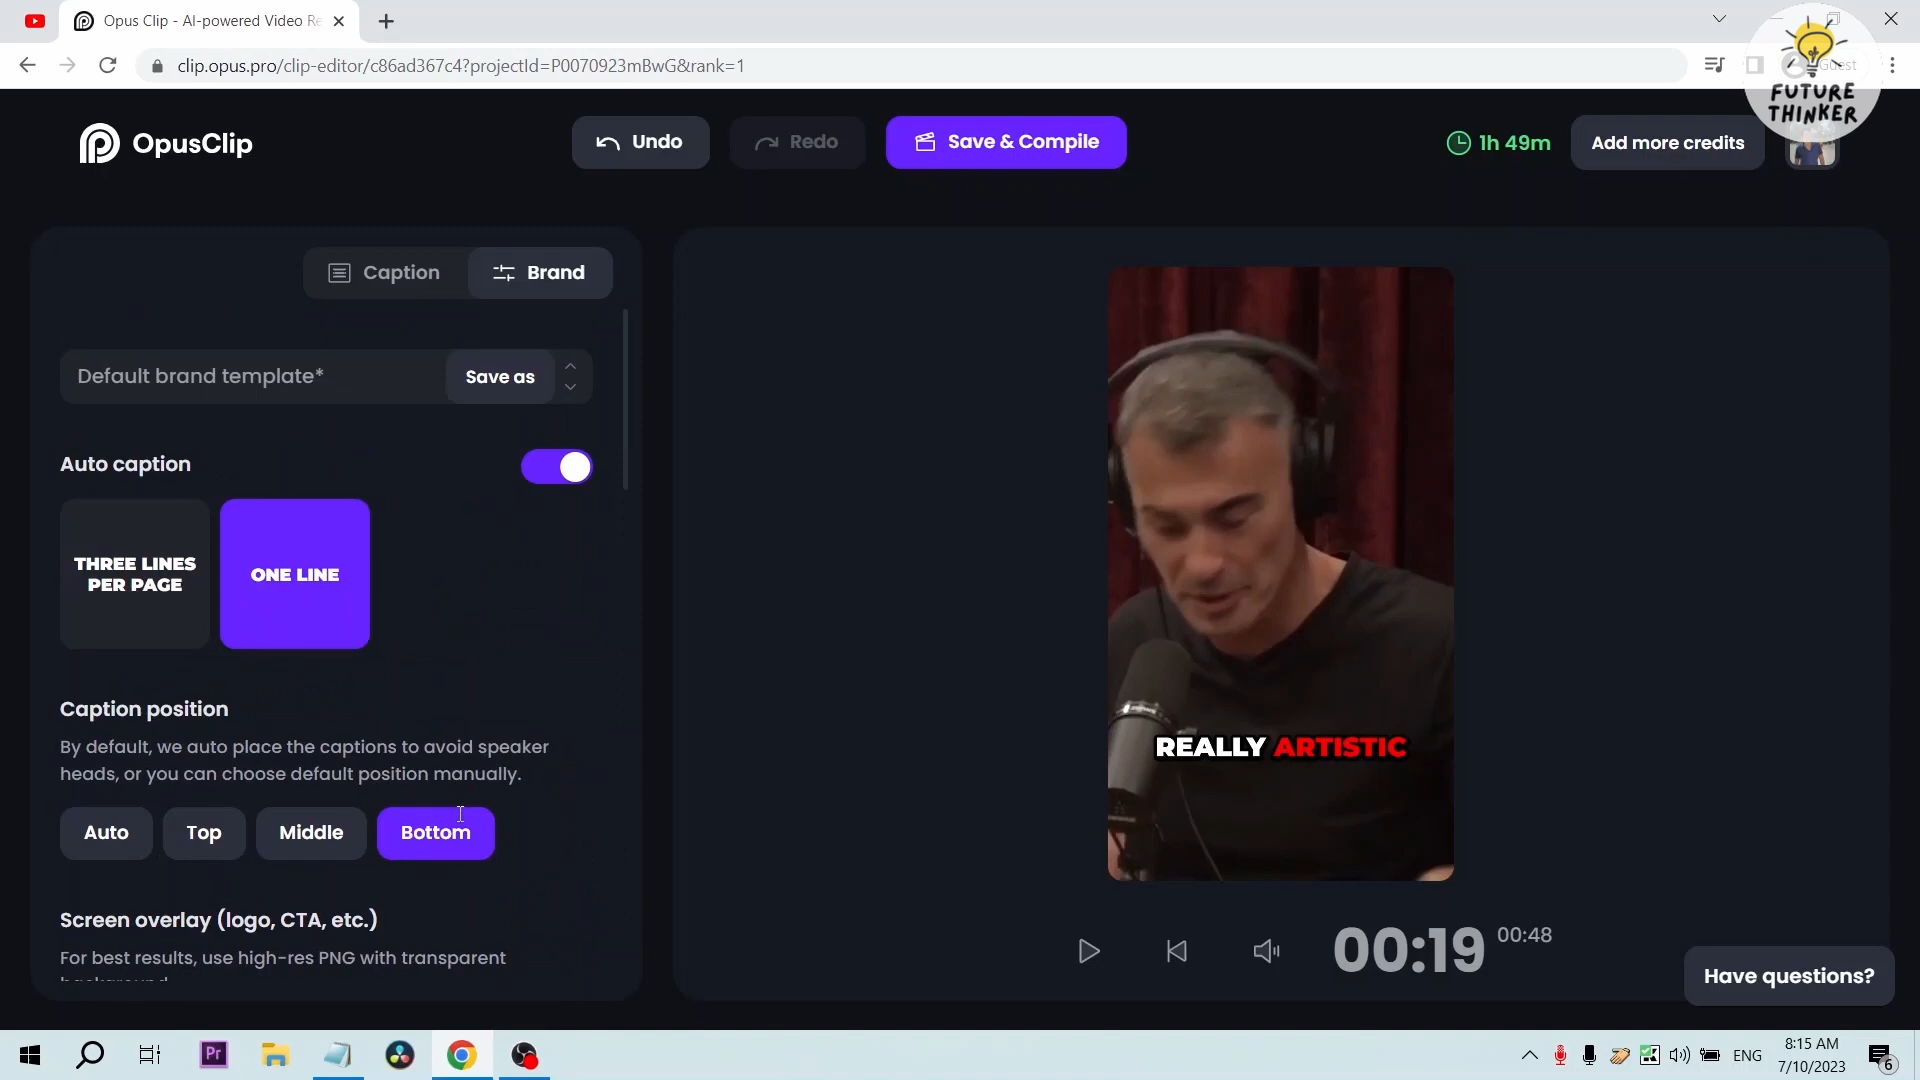 Opus Clip - AI-powered Video Re
clip.opus.pro/clip-editor/c86ad367c4?projectId=P0070923mBwG&rank=1
Guest
FUTURE
THINKER
OpusClip
Undo
Redo
Save & Compile
1h 49m
Add more credits
Caption
Brand
Default brand template*
Save as
Auto caption
THREE LINES
PER PAGE
ONE LINE
Caption position
By default, we auto place the captions to avoid speaker
heads, or you can choose default position manually.
Auto
Top
Middle
Bottom
Screen overlay (logo, CTA, etc.)
For best results, use high-res PNG with transparent
REALLY ARTISTIC
00:19
00:48
Have questions?
Pr
ENG
8:15 AM
7/10/2023
6